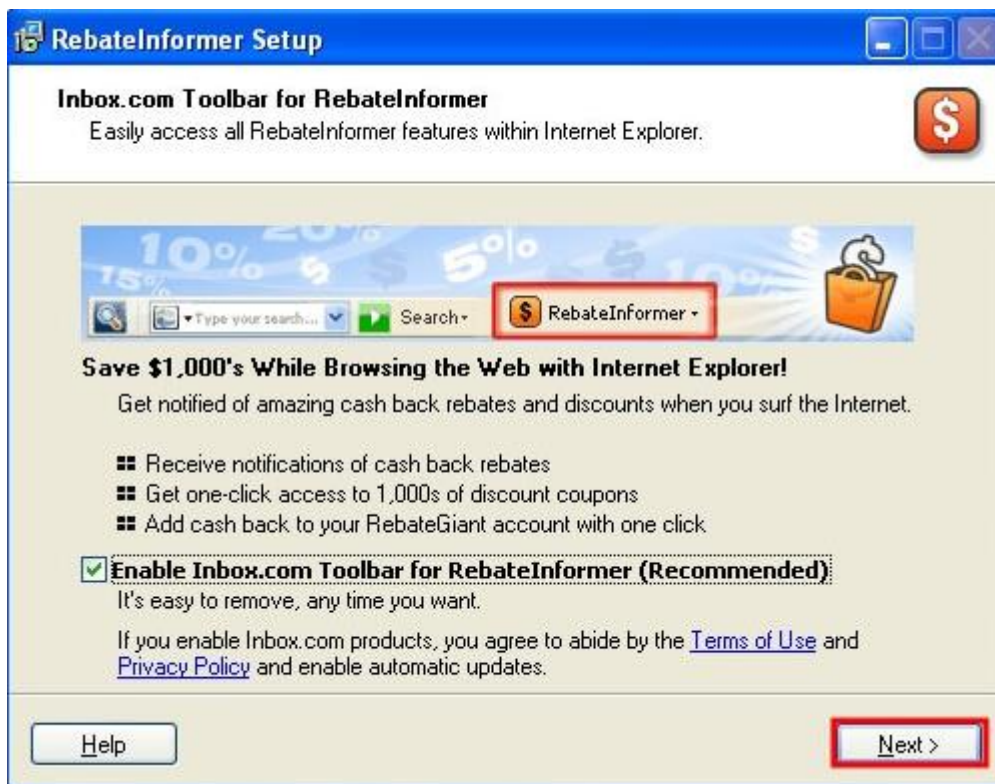 RebateInformer Setup
Inbox.com Toolbar for RebateInformer
Easily access all RebateInformer features within Internet Explorer.
$
10% 20% 5% 10% $
15% $ $ $
Type your search... Search RebateInformer
Save $1,000's While Browsing the Web with Internet Explorer!
Get notified of amazing cash back rebates and discounts when you surf the Internet.
Receive notifications of cash back rebates
Get one-click access to 1,000s of discount coupons
Add cash back to your RebateGiant account with one click
Enable Inbox.com Toolbar for RebateInformer (Recommended)
It's easy to remove, any time you want.
If you enable Inbox.com products, you agree to abide by the Terms of Use and
Privacy Policy and enable automatic updates.
Help Next >